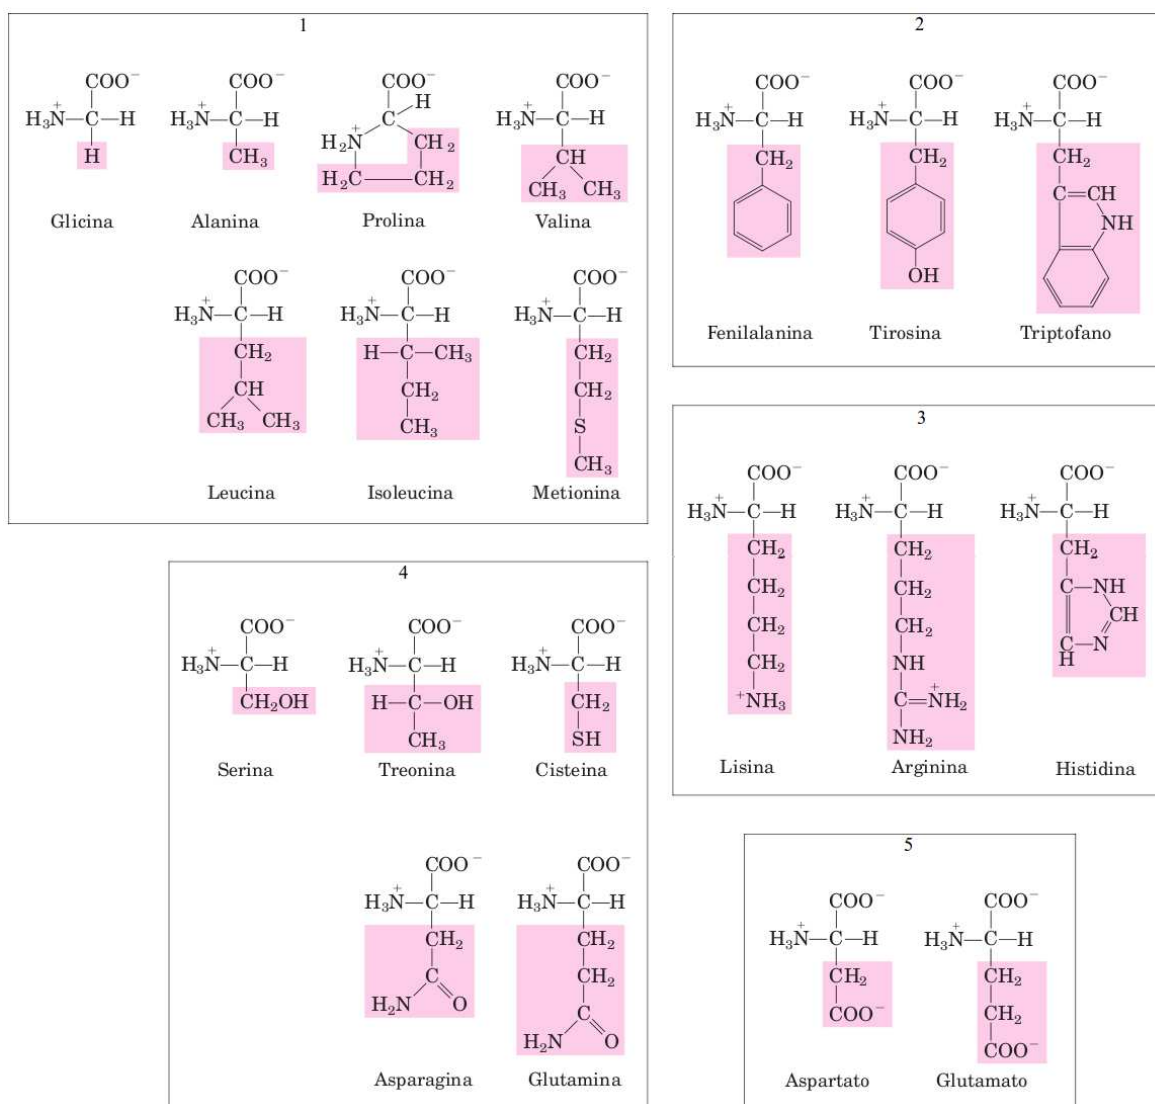 1
COO⁻ COO⁻ COO⁻ COO⁻
H₃N⁺—C—H H₃N⁺—C—H H₂N⁺ C H H₃N⁺—C—H
H CH₃ CH₂ CH
H₂C CH₂ CH₃ CH₃
Glicina Alanina Prolina Valina
COO⁻ COO⁻ COO⁻
H₃N⁺—C—H H₃N⁺—C—H H₃N⁺—C—H
CH₂ H—C—CH₃ CH₂
CH CH₂ CH₂
CH₃ CH₃ CH₃ S
CH₃
Leucina Isoleucina Metionina
2
COO⁻ COO⁻ COO⁻
H₃N⁺—C—H H₃N⁺—C—H H₃N⁺—C—H
CH₂ CH₂ CH₂
C=CH
NH
OH
Fenilalanina Tirosina Triptofano
3
COO⁻ COO⁻ COO⁻
H₃N⁺—C—H H₃N⁺—C—H H₃N⁺—C—H
CH₂ CH₂ CH₂
CH₂ CH₂ C—NH
CH₂ CH₂ CH
CH₂ NH C—N
H
⁺NH₃ C=NH₂⁺
NH₂
Lisina Arginina Histidina
4
COO⁻ COO⁻ COO⁻
H₃N⁺—C—H H₃N⁺—C—H H₃N⁺—C—H
CH₂OH H—C—OH CH₂
CH₃ SH
Serina Treonina Cisteina
COO⁻ COO⁻
H₃N⁺—C—H H₃N⁺—C—H
CH₂ CH₂
C CH₂
H₂N O C
H₂N O
Asparagina Glutamina
5
COO⁻ COO⁻
H₃N⁺—C—H H₃N⁺—C—H
CH₂ CH₂
COO⁻ CH₂
COO⁻
Aspartato Glutamato